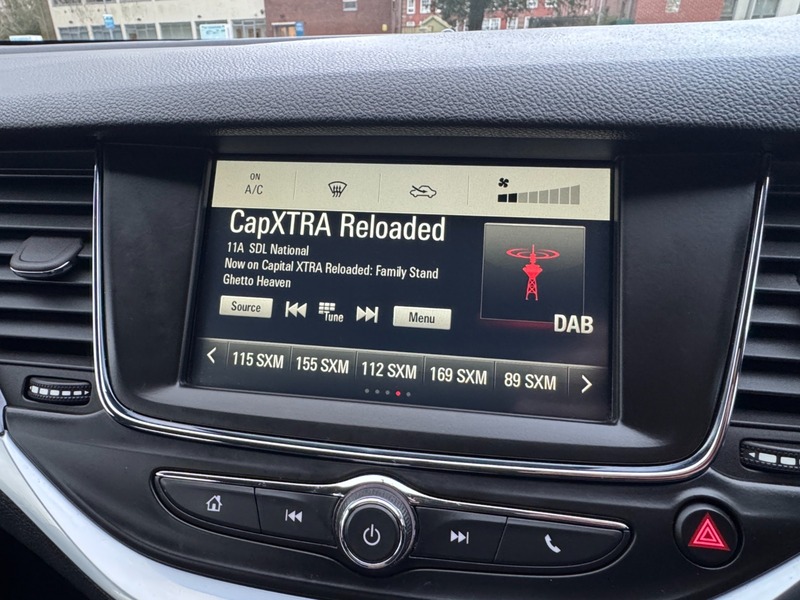 ON
A/C
CapXTRA Reloaded
11A SDL National
Now on Capital XTRA Reloaded: Family Stand
Ghetto Heaven
Source
Tune
Menu
DAB
115 SXM
155 SXM
112 SXM
169 SXM
89 SXM